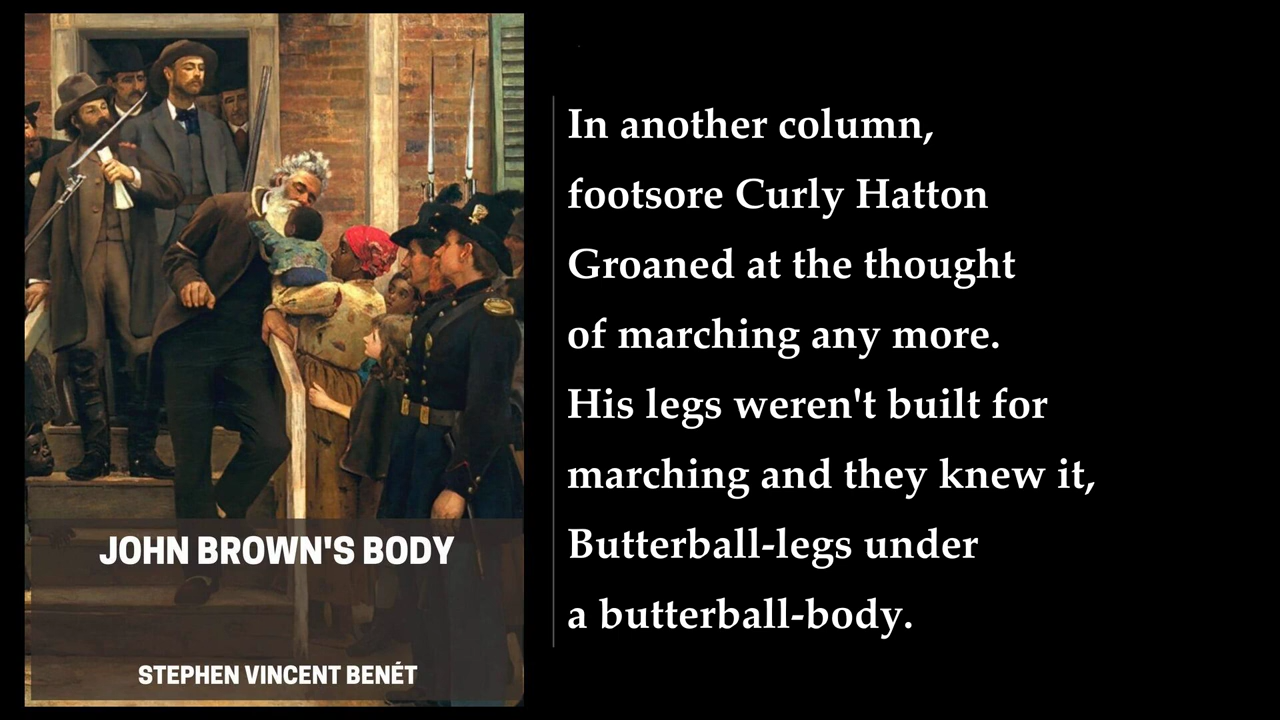 JOHN BROWN'S BODY
STEPHEN VINCENT BENÉT
In another column,
footsore Curly Hatton
Groaned at the thought
of marching any more.
His legs weren't built for
marching and they knew it,
Butterball-legs under
a butterball-body.